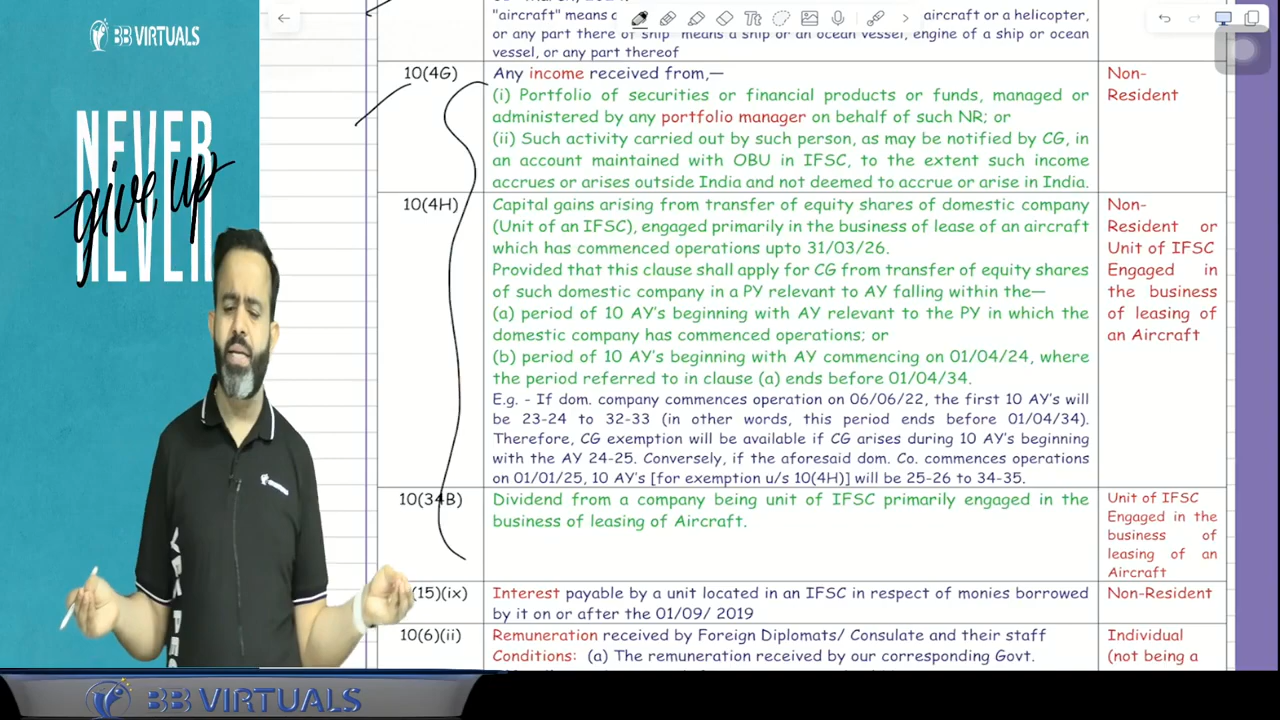 BB VIRTUALS
NEVER
give up
NEVER
"aircraft" means
aircraft or a helicopter,
or any part there of "ship" means a ship or an ocean vessel, engine of a ship or ocean
vessel, or any part thereof
10(4G)
Any income received from,—
(i) Portfolio of securities or financial products or funds, managed or
administered by any portfolio manager on behalf of such NR; or
(ii) Such activity carried out by such person, as may be notified by CG, in
an account maintained with OBU in IFSC, to the extent such income
accrues or arises outside India and not deemed to accrue or arise in India.
Non-
Resident
10(4H)
Capital gains arising from transfer of equity shares of domestic company
(Unit of an IFSC), engaged primarily in the business of lease of an aircraft
which has commenced operations upto 31/03/26.
Provided that this clause shall apply for CG from transfer of equity shares
of such domestic company in a PY relevant to AY falling within the—
(a) period of 10 AY's beginning with AY relevant to the PY in which the
domestic company has commenced operations; or
(b) period of 10 AY's beginning with AY commencing on 01/04/24, where
the period referred to in clause (a) ends before 01/04/34.
E.g. - If dom. company commences operation on 06/06/22, the first 10 AY's will
be 23-24 to 32-33 (in other words, this period ends before 01/04/34).
Therefore, CG exemption will be available if CG arises during 10 AY's beginning
with the AY 24-25. Conversely, if the aforesaid dom. Co. commences operations
on 01/01/25, 10 AY's [for exemption u/s 10(4H)] will be 25-26 to 34-35.
Non-
Resident or
Unit of IFSC
Engaged in
the business
of leasing of
an Aircraft
10(34B)
Dividend from a company being unit of IFSC primarily engaged in the
business of leasing of Aircraft.
Unit of IFSC
Engaged in the
business of
leasing of an
Aircraft
(15)(ix)
Interest payable by a unit located in an IFSC in respect of monies borrowed
by it on or after the 01/09/ 2019
Non-Resident
10(6)(ii)
Remuneration received by Foreign Diplomats/ Consulate and their staff
Conditions: (a) The remuneration received by our corresponding Govt.
Individual
(not being a
BB VIRTUALS